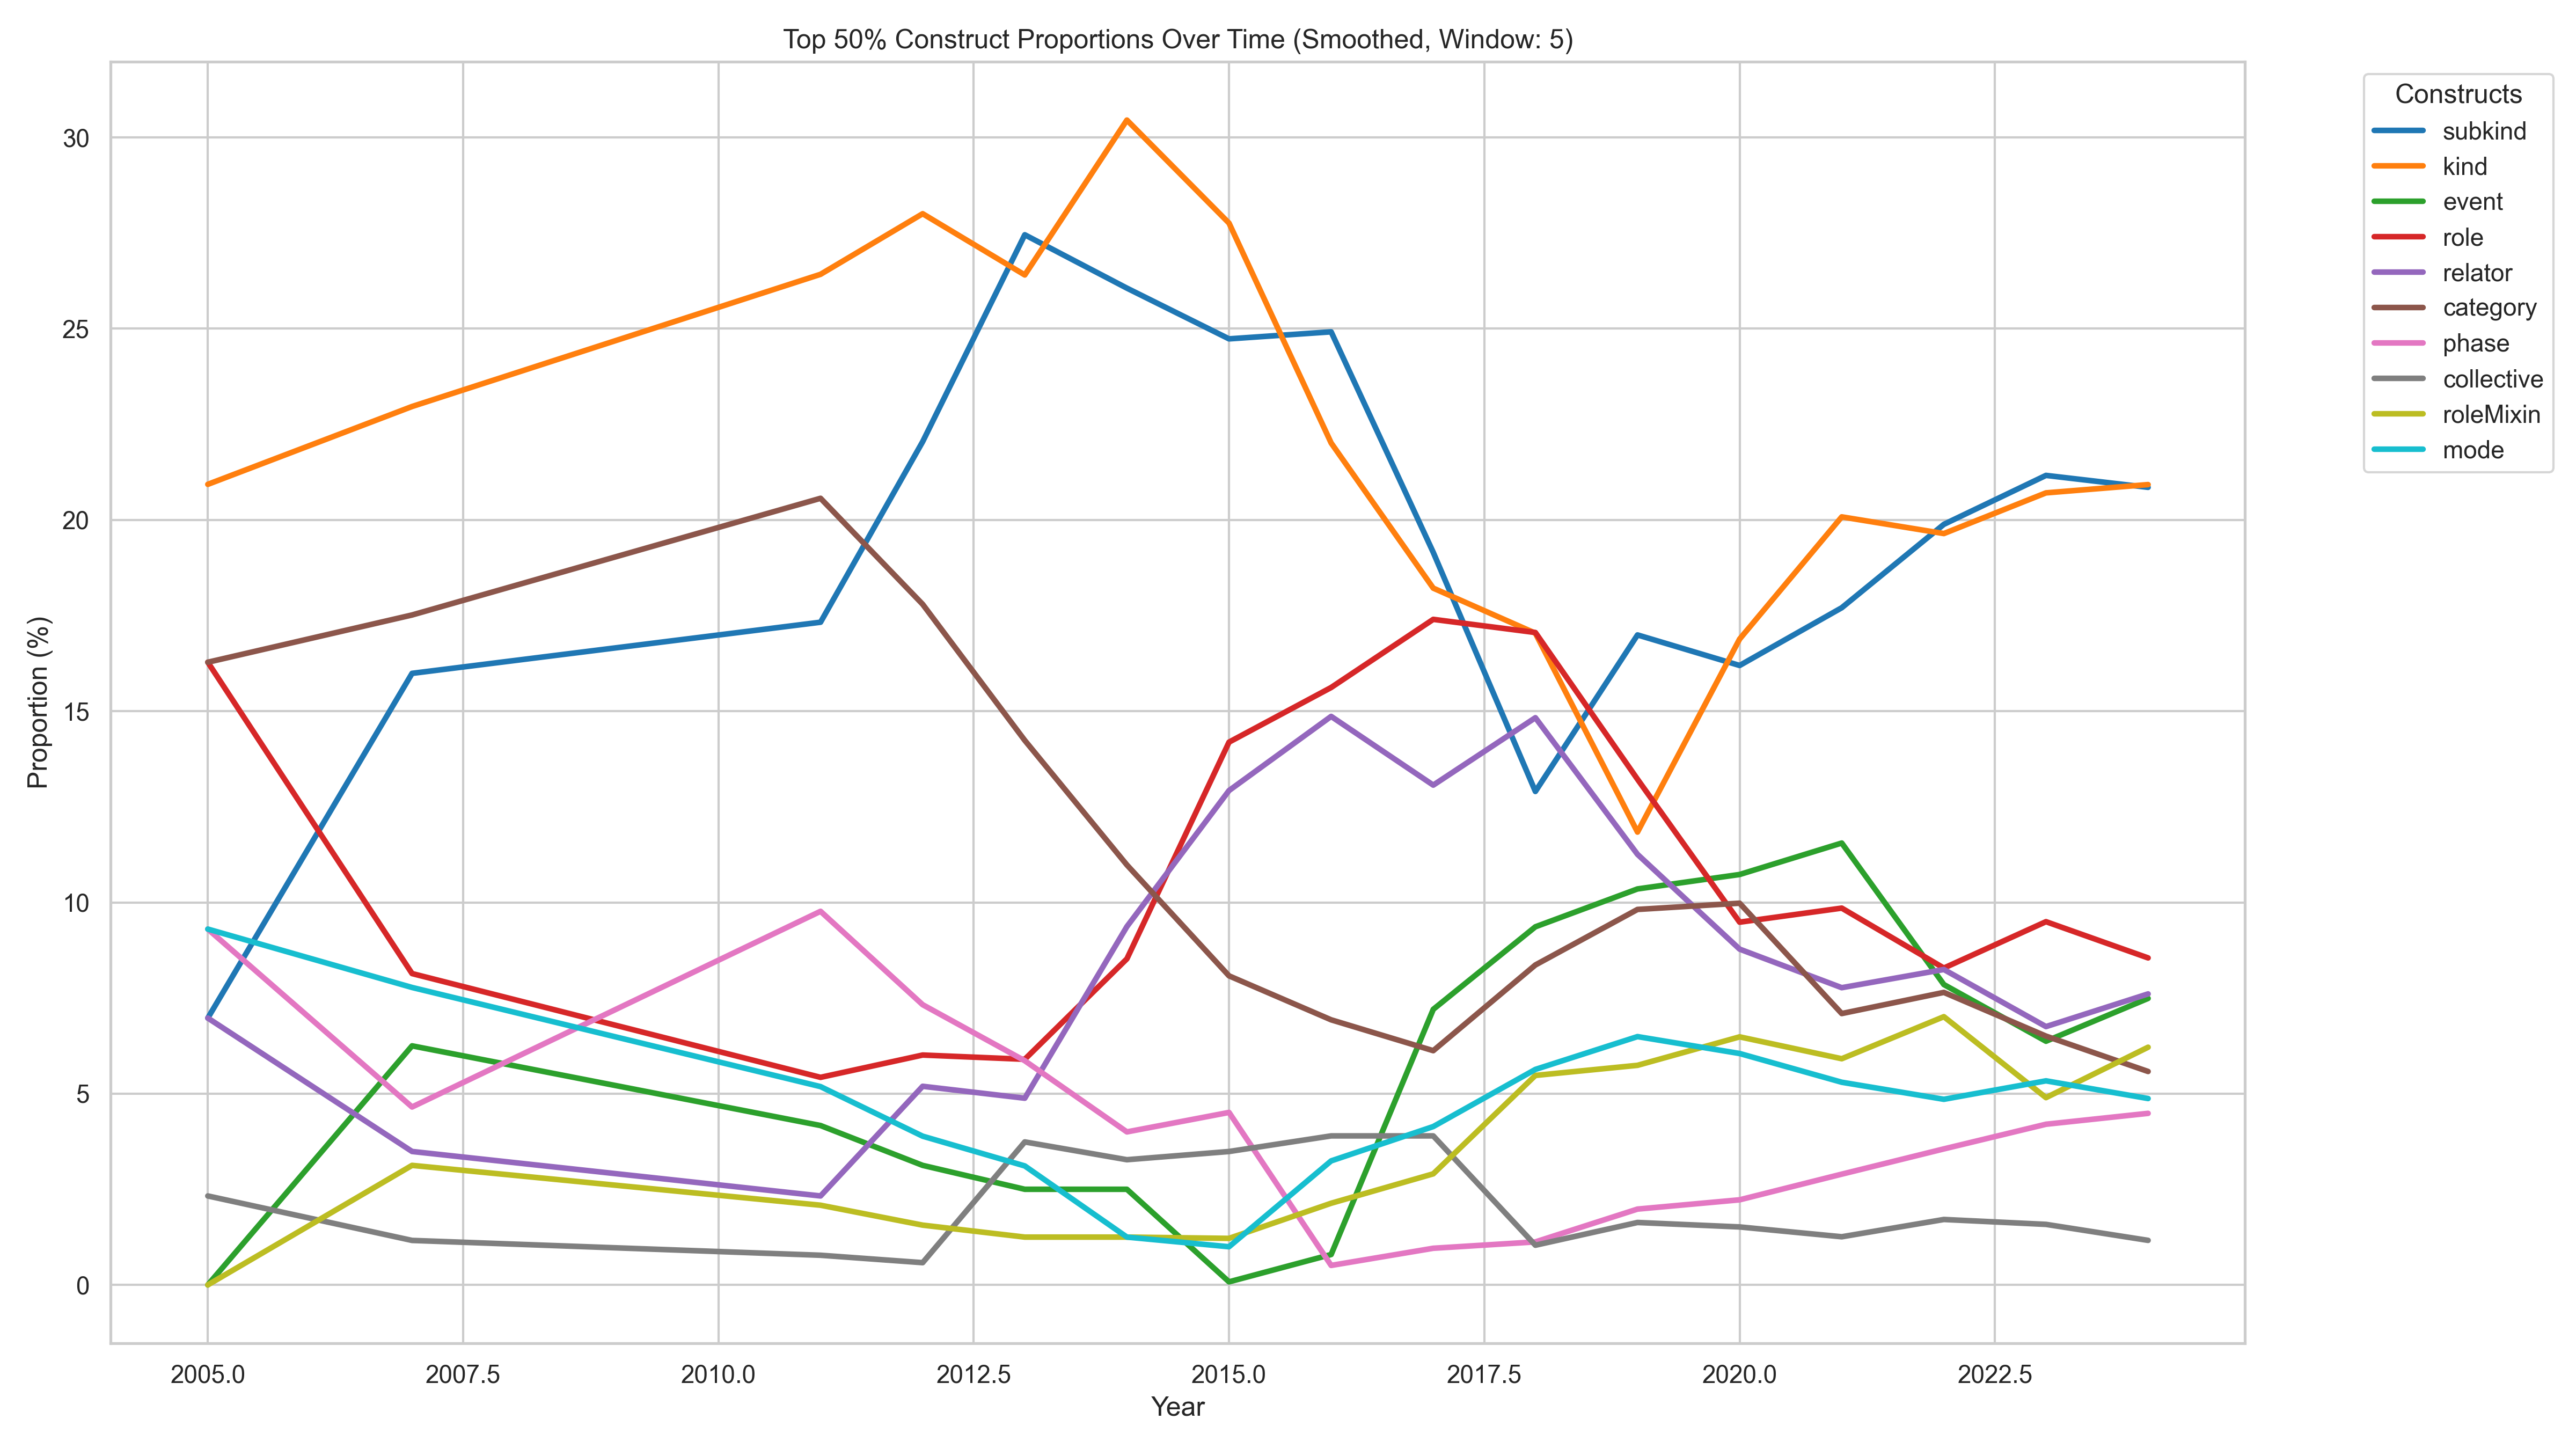 Top 50% Construct Proportions Over Time (Smoothed, Window: 5)
Constructs
subkind
kind
event
role
relator
category
phase
collective
roleMixin
mode
Proportion (%)
30
25
20
15
10
5
0
2005.0 2007.5 2010.0 2012.5 2015.0 2017.5 2020.0 2022.5
Year